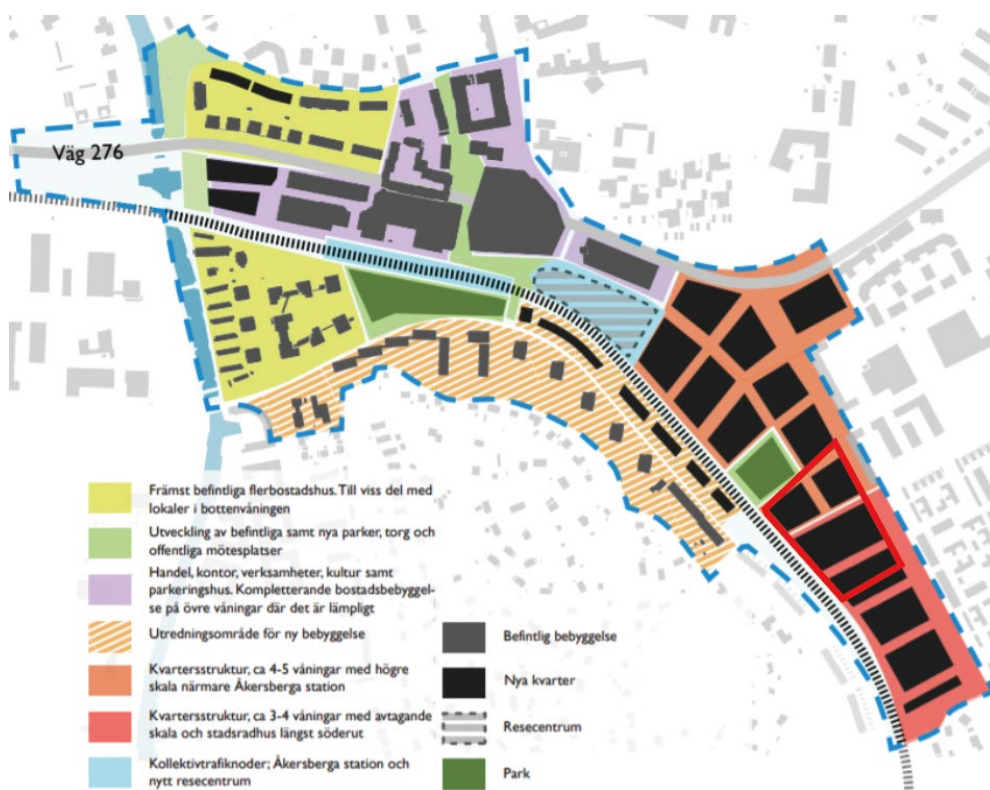 Väg 276
Främst befintliga flerbostadshus. Till viss del med
lokaler i bottenvåningen
Utveckling av befintliga samt nya parker, torg och
offentliga mötesplatser
Handel, kontor, verksamheter, kultur samt
parkeringshus. Kompletterande bostadsbebyggel-
se på övre våningar där det är lämpligt
Utredningsområde för ny bebyggelse
Kvartersstruktur, ca 4-5 våningar med högre
skala närmare Åkersberga station
Kvartersstruktur, ca 3-4 våningar med avtagande
skala och stadsradhus längst söderut
Kollektivtrafiknoder; Åkersberga station och
nytt resecentrum
Befintlig bebyggelse
Nya kvarter
Resecentrum
Park